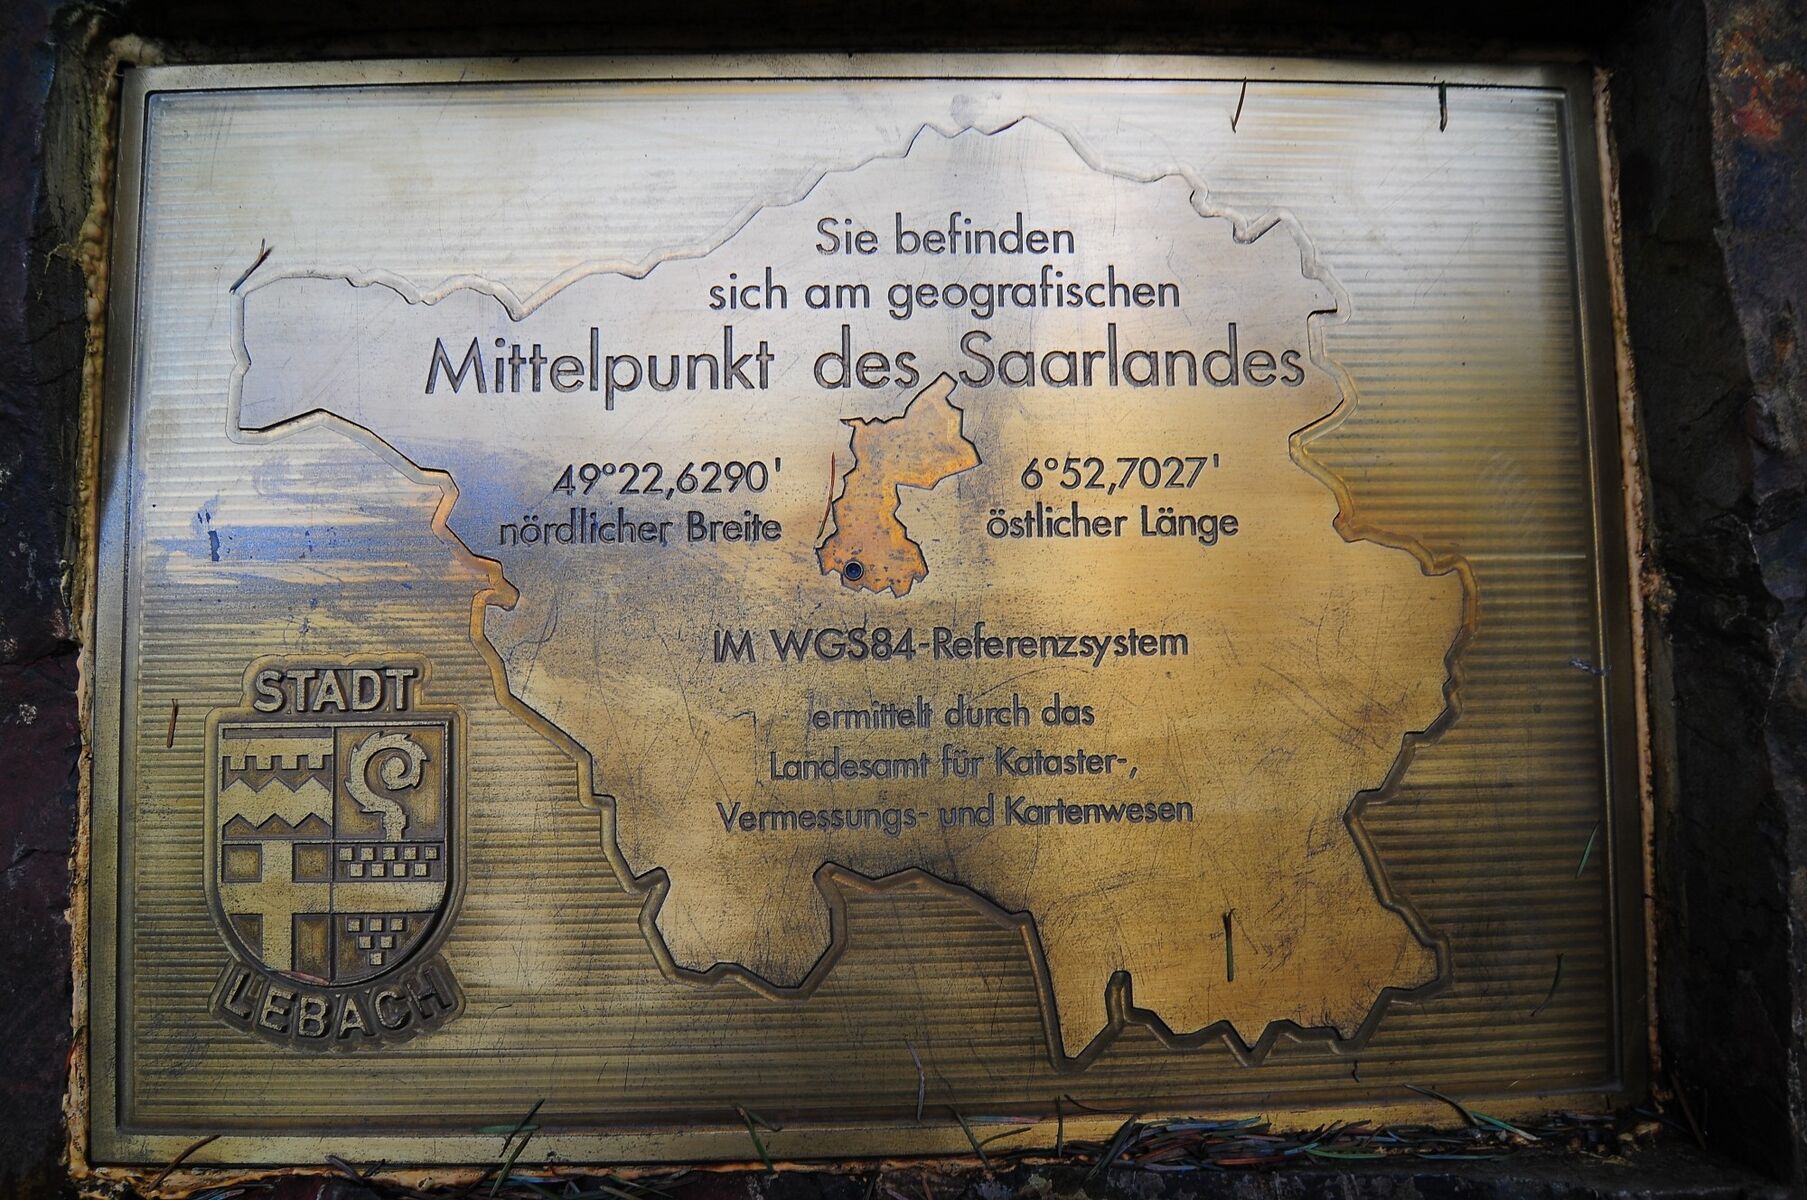 Sie befinden
sich am geografischen
Mittelpunkt des Saarlandes
49°22,6290' 6°52,7027'
nördlicher Breite östlicher Länge
IM WGS84-Referenzsystem
ermittelt durch das
Landesamt für Kataster-,
Vermessungs- und Kartenwesen
STADT
LEBACH